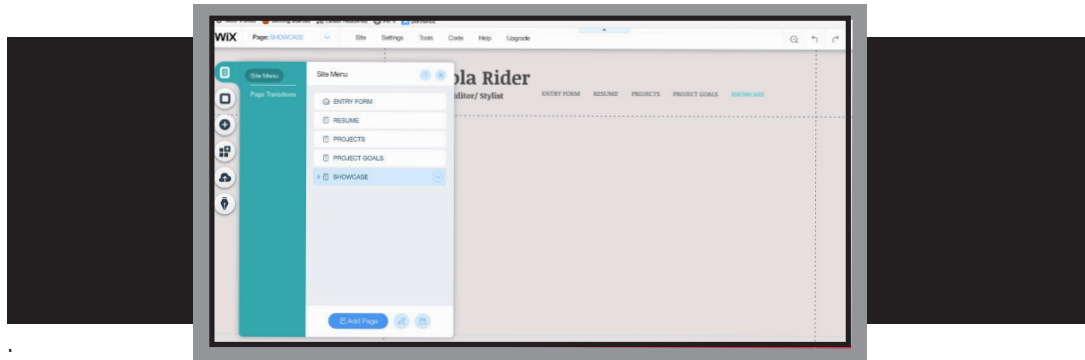 WiX Page: SHOWCASE Site Settings Tools Code Help Upgrade
Site Menu
Page Transitions
Site Menu
ENTRY FORM
RESUME
PROJECTS
PROJECT GOALS
SHOWCASE
Add Page
ola Rider
ditor/ Stylist
ENTRY FORM RESUME PROJECTS PROJECT GOALS SHOWCASE
.